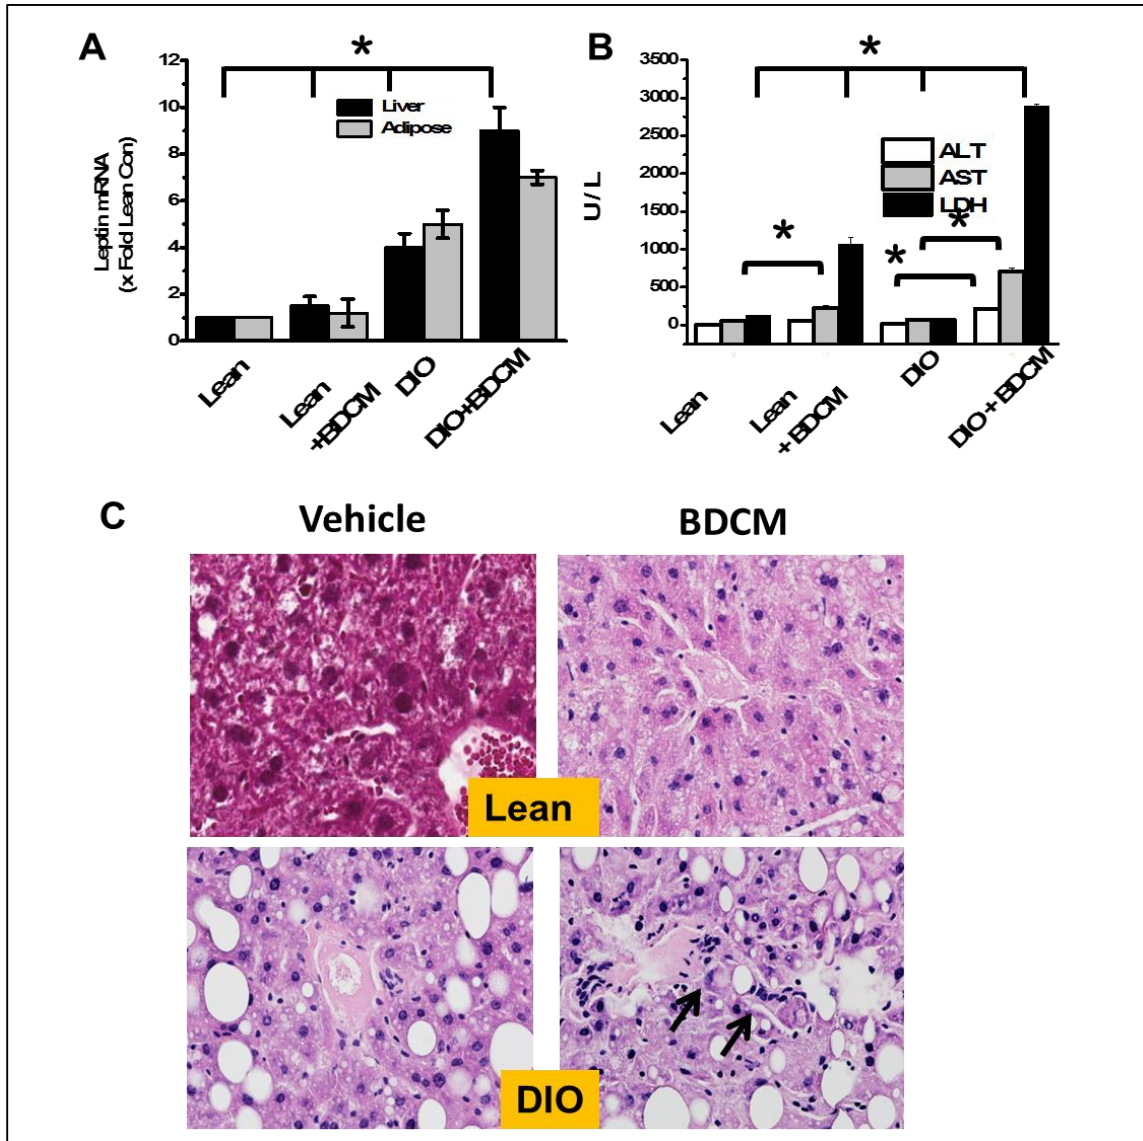 A
*
12
10
8
6
4
2
0
Leptin mRNA
(x Fold Lean Con)
Liver
Adipose
Lean
Lean
+BDCM
DIO
DIO+BDCM
B
*
3500
3000
2500
2000
1500
1000
500
0
U/L
ALT
AST
LDH
*
*
*
Lean
Lean
+ BDCM
DIO
DIO + BDCM
C
Vehicle
BDCM
Lean
DIO